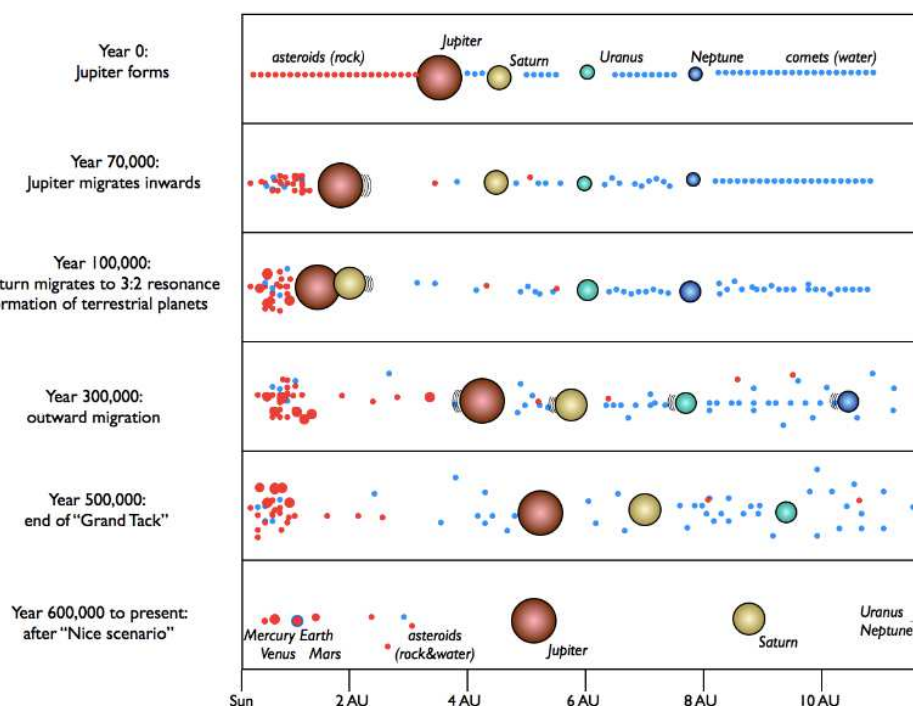 Year 0:
Jupiter forms
asteroids (rock)
Jupiter
Saturn
Uranus
Neptune
comets (water)
Year 70,000:
Jupiter migrates inwards
Year 100,000:
turn migrates to 3:2 resonance
ormation of terrestrial planets
Year 300,000:
outward migration
Year 500,000:
end of "Grand Tack"
Year 600,000 to present:
after "Nice scenario"
Mercury Earth
Venus Mars
asteroids
(rock&water)
Jupiter
Saturn
Uranus
Neptune
Sun 2 AU 4 AU 6 AU 8 AU 10 AU